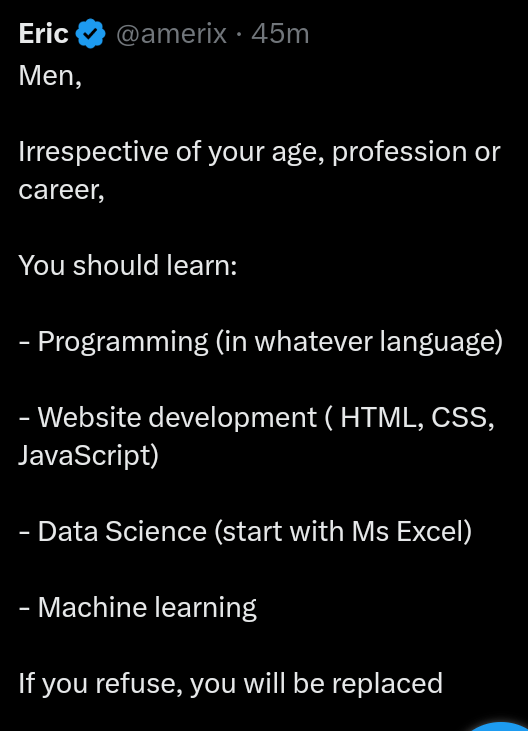 Eric @amerix · 45m
Men,
Irrespective of your age, profession or
career,
You should learn:
- Programming (in whatever language)
- Website development ( HTML, CSS,
JavaScript)
- Data Science (start with Ms Excel)
- Machine learning
If you refuse, you will be replaced